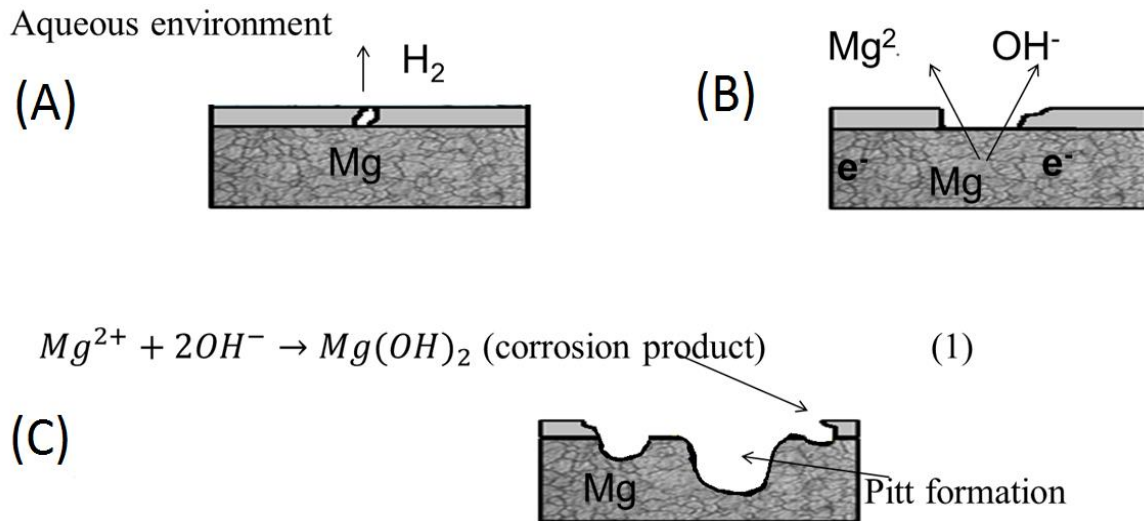 Aqueous environment
(A)
H₂
Mg
(B)
Mg².
OH⁻
e⁻
Mg
e⁻
Mg²⁺ + 2OH⁻ → Mg(OH)₂ (corrosion product) (1)
(C)
Mg
Pitt formation